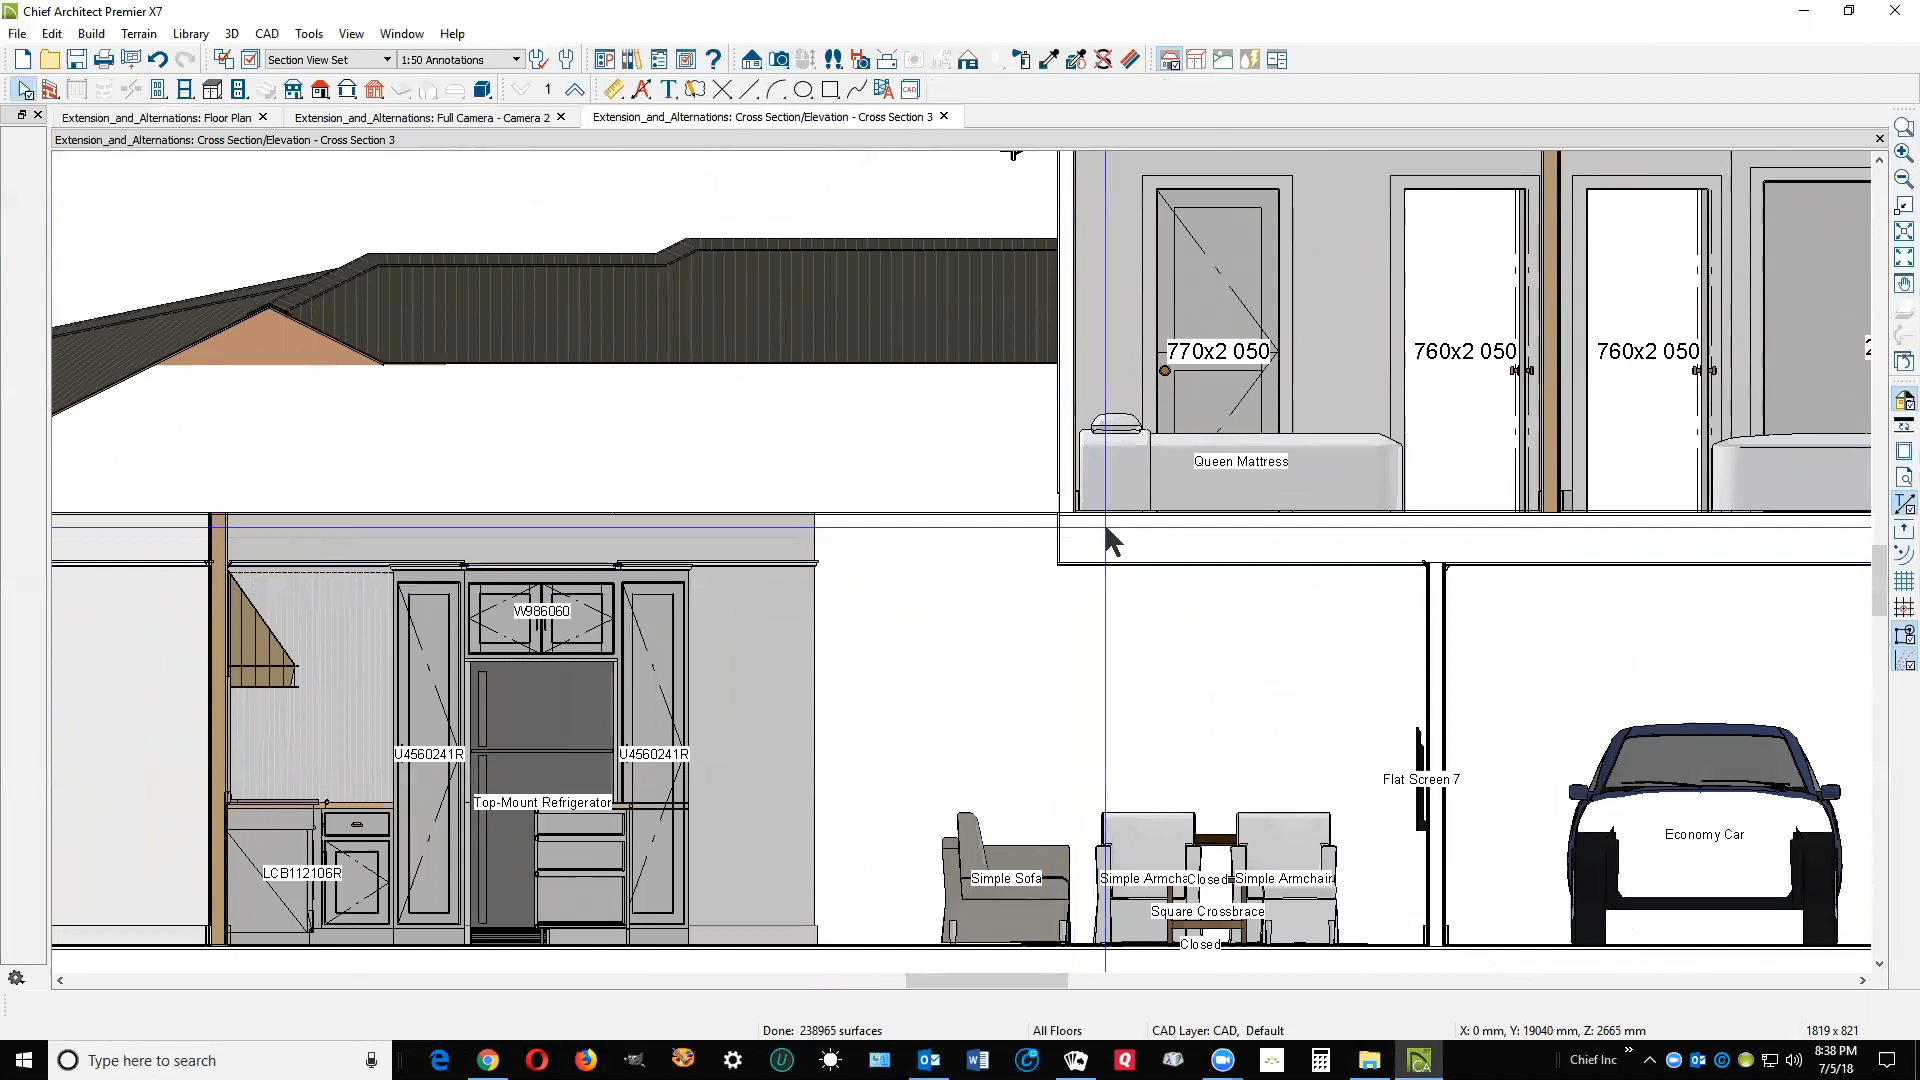 Chief Architect Premier X7
File Edit Build Terrain Library 3D CAD Tools View Window Help
Section View Set 1:50 Annotations
1
Extension_and_Alternations: Floor Plan Extension_and_Alternations: Full Camera - Camera 2 Extension_and_Alternations: Cross Section/Elevation - Cross Section 3
Extension_and_Alternations: Cross Section/Elevation - Cross Section 3
770x2 050 760x2 050 760x2 050
Queen Mattress
W986060
U4560241R U4560241R
Flat Screen 7
Top-Mount Refrigerator
Economy Car
LCB112106R Simple Sofa Simple Armcha Closed Simple Armchair
Square Crossbrace
Closed
Done: 238965 surfaces All Floors CAD Layer: CAD, Default X: 0 mm, Y: 19040 mm, Z: 2665 mm 1819 x 821
Type here to search Chief Inc 8:38 PM
7/5/18